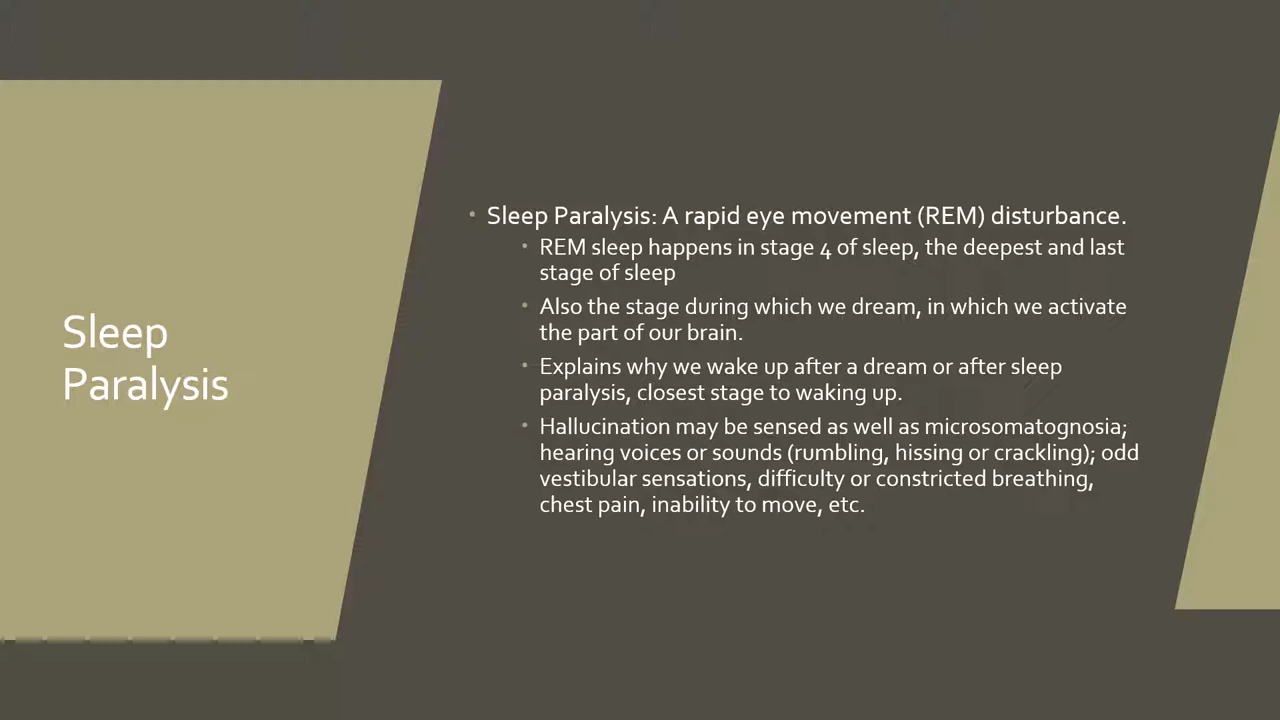 Sleep
Paralysis
• Sleep Paralysis: A rapid eye movement (REM) disturbance.
• REM sleep happens in stage 4 of sleep, the deepest and last
stage of sleep
• Also the stage during which we dream, in which we activate
the part of our brain.
• Explains why we wake up after a dream or after sleep
paralysis, closest stage to waking up.
• Hallucination may be sensed as well as microsomatognosia;
hearing voices or sounds (rumbling, hissing or crackling); odd
vestibular sensations, difficulty or constricted breathing,
chest pain, inability to move, etc.